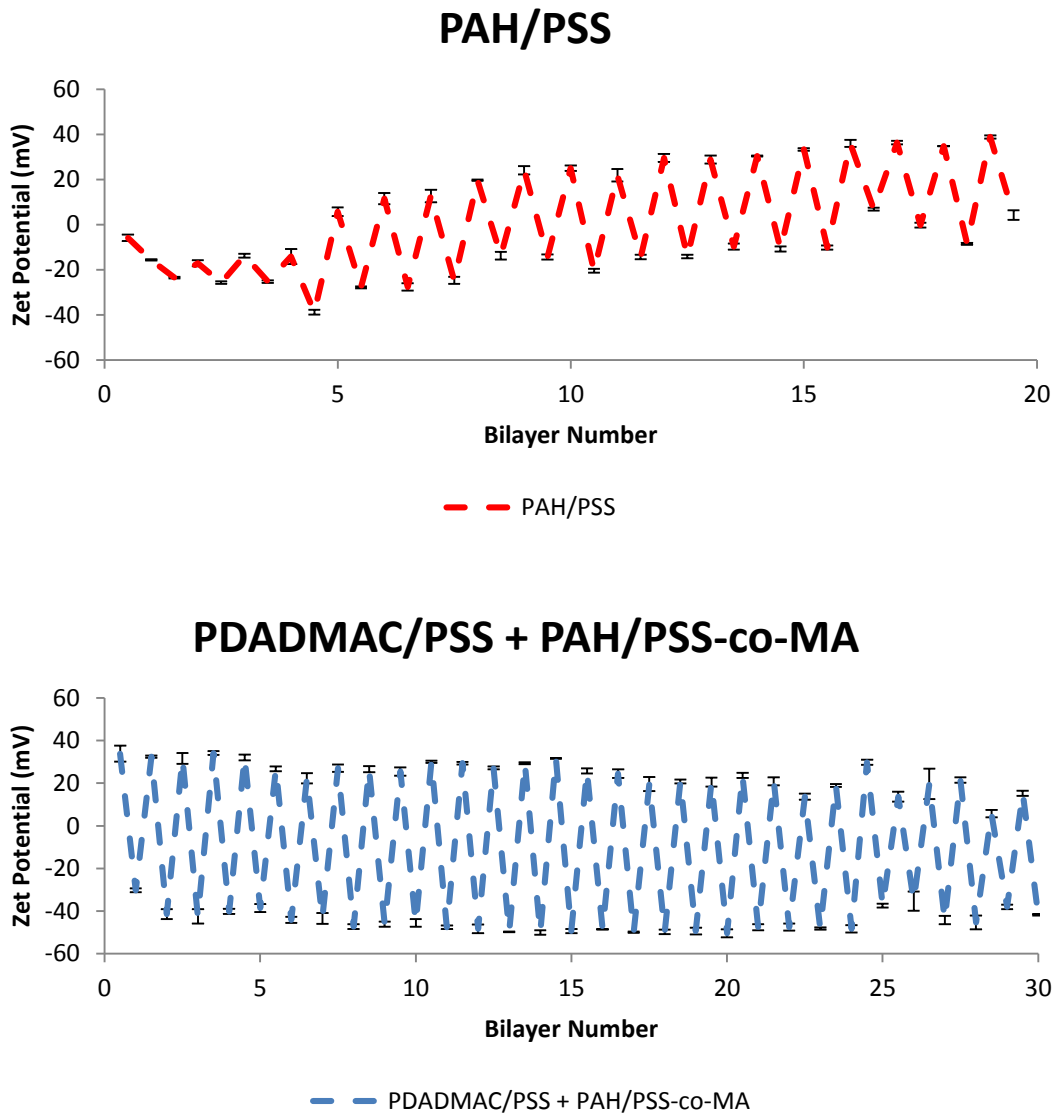 PAH/PSS
60
40
20
0
-20
-40
-60
Zet Potential (mV)
0 5 10 15 20
Bilayer Number
PAH/PSS
PDADMAC/PSS + PAH/PSS-co-MA
60
40
20
0
-20
-40
-60
Zet Potential (mV)
0 5 10 15 20 25 30
Bilayer Number
PDADMAC/PSS + PAH/PSS-co-MA